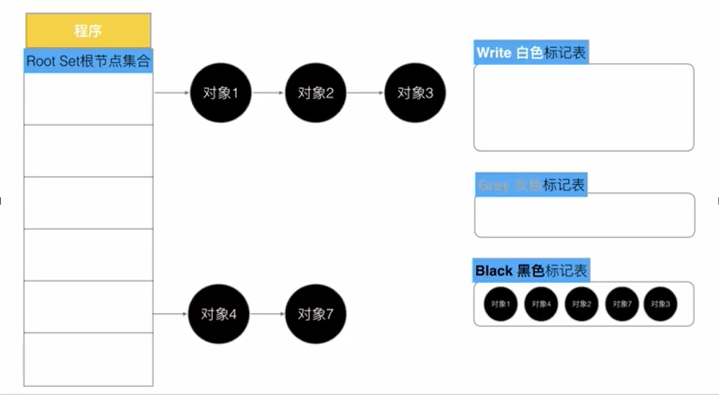 程序
Root Set根节点集合
对象1
对象2
对象3
对象4
对象7
Write 白色标记表
Grey 灰色标记表
Black 黑色标记表
对象1
对象4
对象2
对象7
对象3